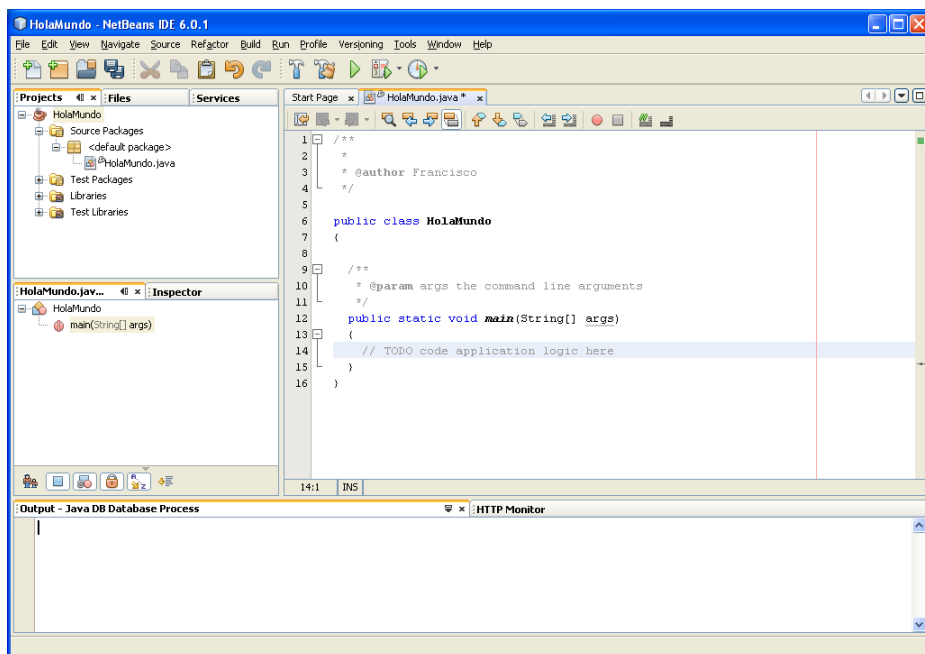 HolaMundo - NetBeans IDE 6.0.1
File Edit View Navigate Source Refactor Build Run Profile Versioning Tools Window Help
Projects Files Services
HolaMundo
Source Packages
<default package>
HolaMundo.java
Test Packages
Libraries
Test Libraries
HolaMundo.jav... Inspector
HolaMundo
main(String[] args)
Start Page HolaMundo.java *
1 /**
2 *
3 * @author Francisco
4 */
5
6 public class HolaMundo
7 {
8
9 /**
10 * @param args the command line arguments
11 */
12 public static void main(String[] args)
13 {
14 // TODO code application logic here
15 }
16 }
14:1 INS
Output - Java DB Database Process HTTP Monitor